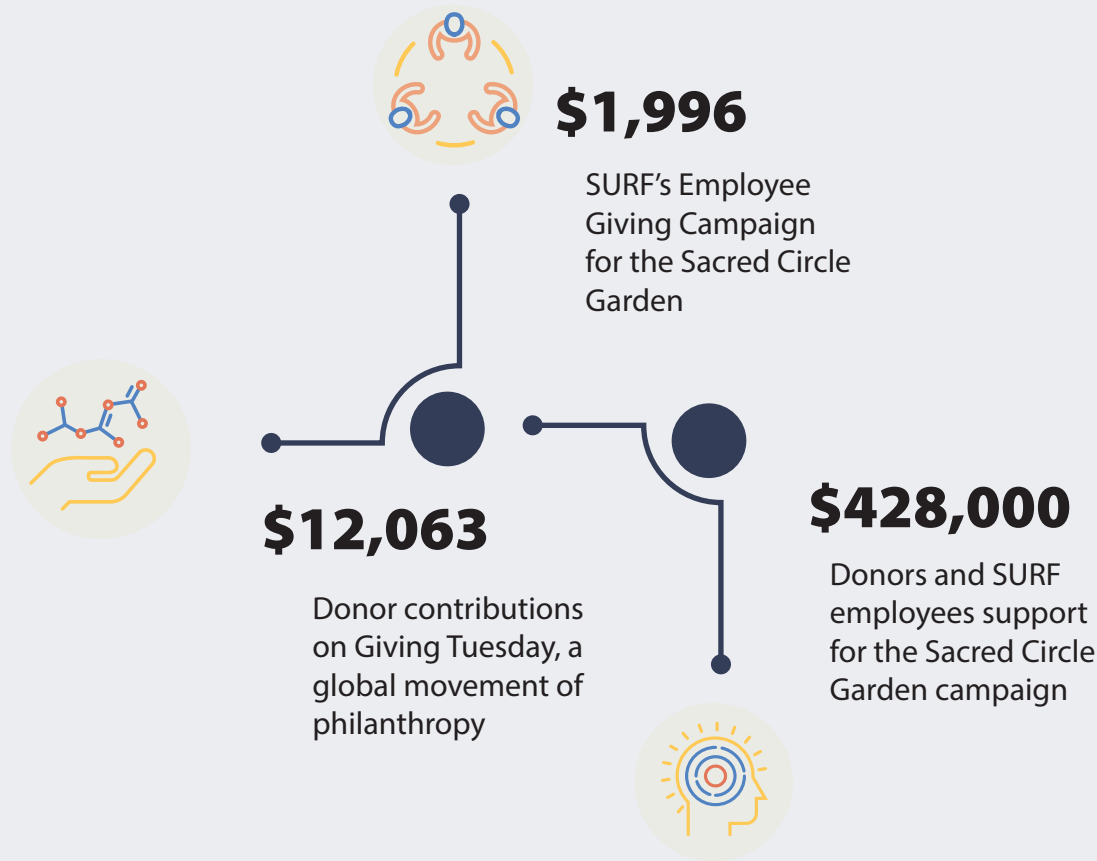 $1,996
SURF’s Employee
Giving Campaign
for the Sacred Circle
Garden
$12,063
Donor contributions
on Giving Tuesday, a
global movement of
philanthropy
$428,000
Donors and SURF
employees support
for the Sacred Circle
Garden campaign